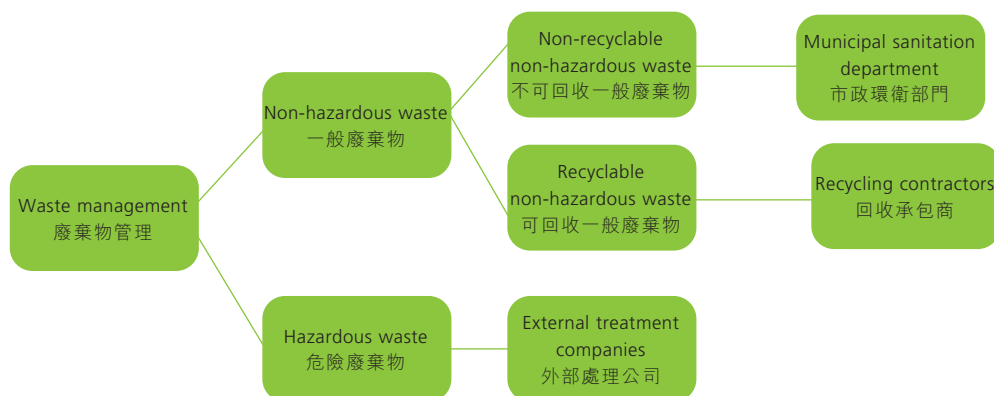 Waste management
廢棄物管理
Non-hazardous waste
一般廢棄物
Non-recyclable
non-hazardous waste
不可回收一般廢棄物
Municipal sanitation
department
市政環衛部門
Recyclable
non-hazardous waste
可回收一般廢棄物
Recycling contractors
回收承包商
Hazardous waste
危險廢棄物
External treatment
companies
外部處理公司